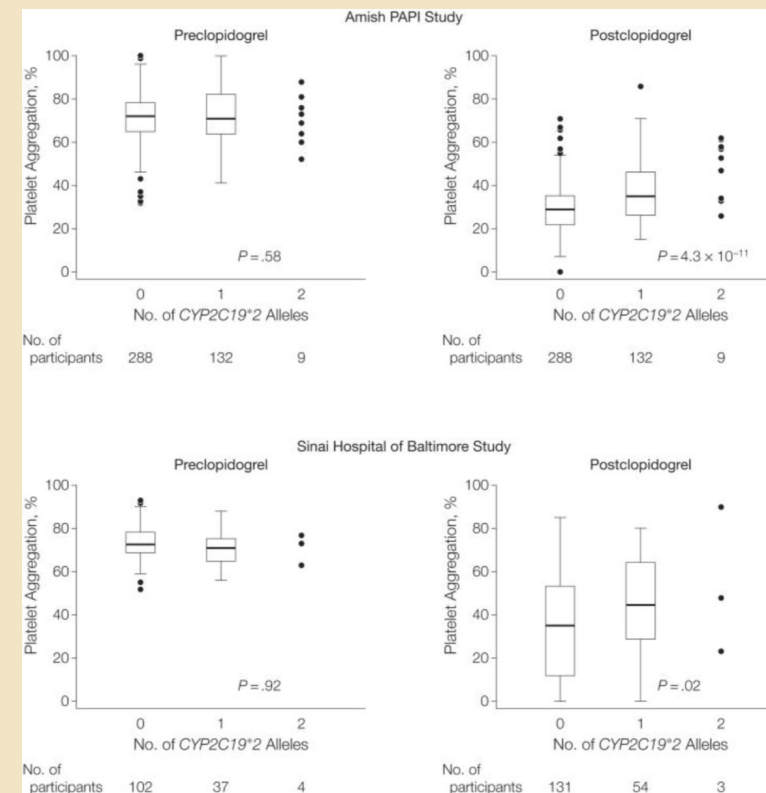 Amish PAPI Study
Preclopidogrel
Platelet Aggregation, %
100
80
60
40
20
0
P = .58
0 1 2
No. of CYP2C19*2 Alleles
No. of
participants 288 132 9
Postclopidogrel
Platelet Aggregation, %
100
80
60
40
20
0
P = 4.3 × 10⁻¹¹
0 1 2
No. of CYP2C19*2 Alleles
No. of
participants 288 132 9
Sinai Hospital of Baltimore Study
Preclopidogrel
Platelet Aggregation, %
100
80
60
40
20
0
P = .92
0 1 2
No. of CYP2C19*2 Alleles
No. of
participants 102 37 4
Postclopidogrel
Platelet Aggregation, %
100
80
60
40
20
0
P = .02
0 1 2
No. of CYP2C19*2 Alleles
No. of
participants 131 54 3